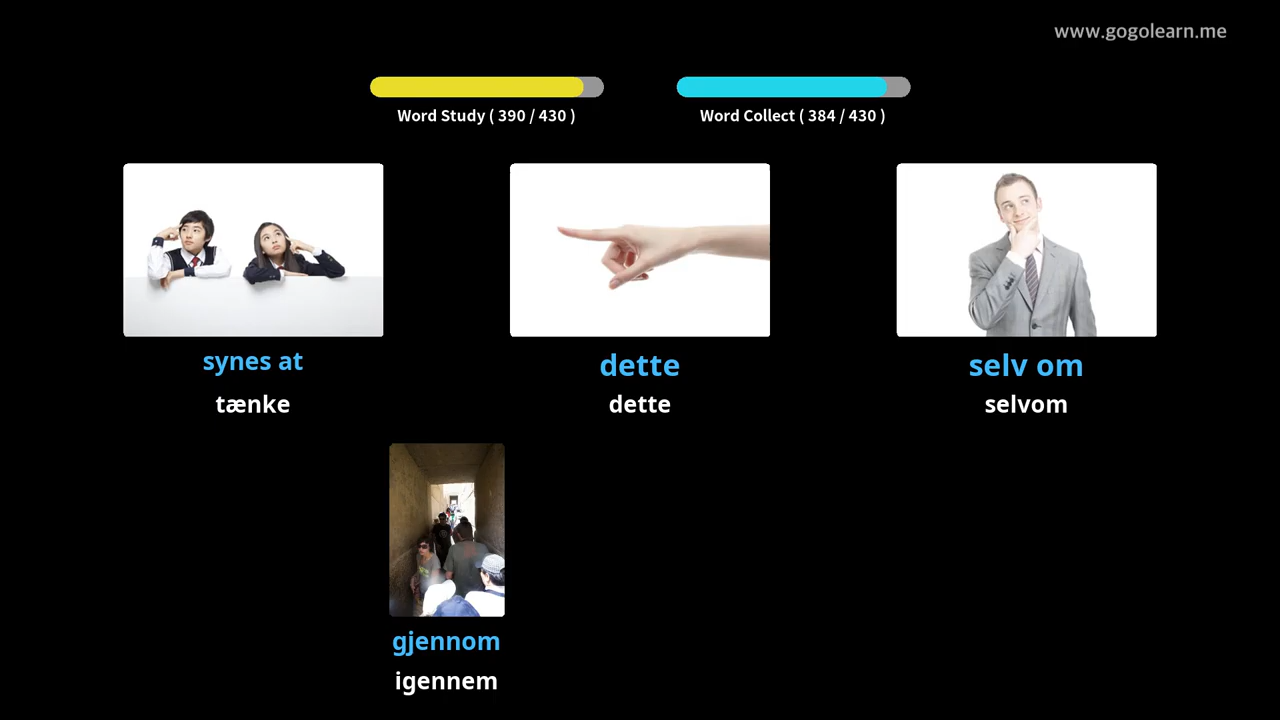 www.gogolearn.me
Word Study ( 390 / 430 )
Word Collect ( 384 / 430 )
synes at
tænke
dette
dette
selv om
selvom
gjennom
igennem